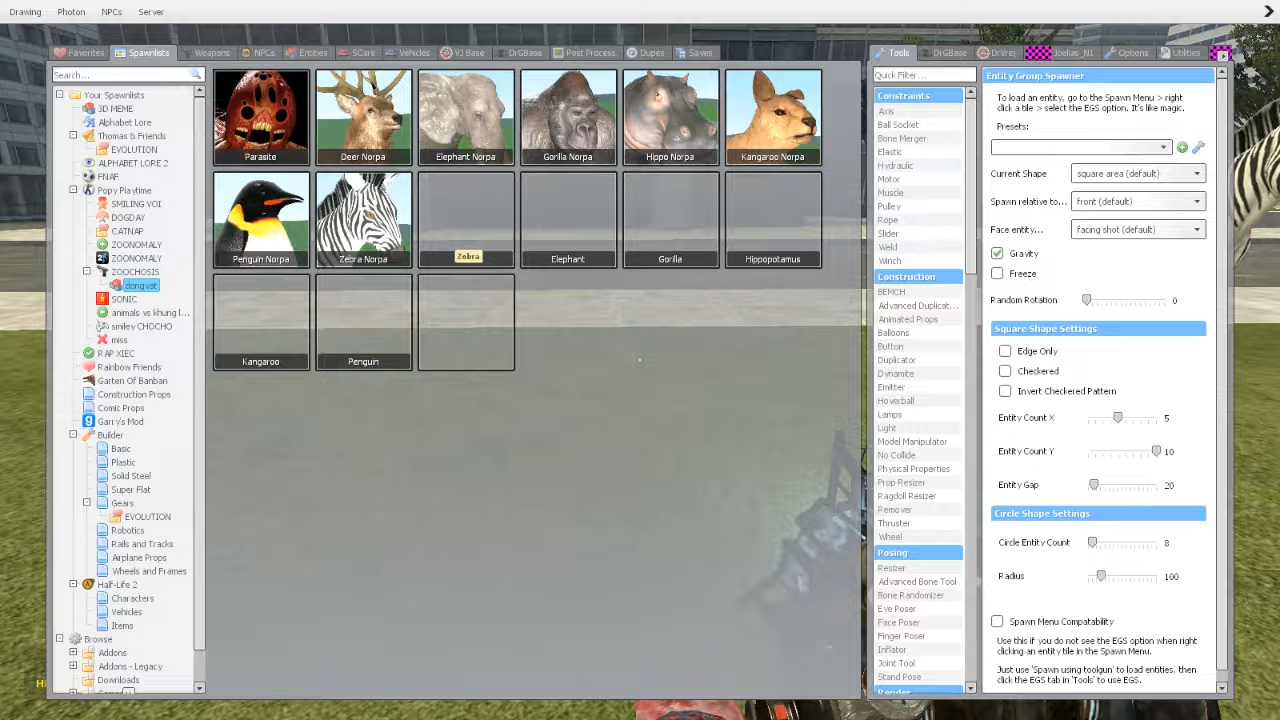 Drawing Photon NPCs Server
Favorites Spawnlists Weapons NPCs Entities SCars Vehicles VJ Base DrGBase Post Process Dupes Saves
Search...
Your Spawnlists
3D MEME
Alphabet Lore
Thomas & Friends
EVOLUTION
ALPHABET LORE 2
FNAF
Popy Playtime
SMILING VOI
DOGDAY
CATNAP
ZOONOMALY
ZOONOMALY
ZOOCHOSIS
dongvat
SONIC
animals vs khung l...
smiley CHOCHO
miss
RAP XIEC
Rainbow Friends
Garten Of Banban
Construction Props
Comic Props
Garry's Mod
Builder
Basic
Plastic
Solid Steel
Super Flat
Gears
EVOLUTION
Robotics
Rails and Tracks
Airplane Props
Wheels and Frames
Half-Life 2
Characters
Vehicles
Items
Browse
Addons
Addons - Legacy
Downloads
Parasite
Deer Norpa
Elephant Norpa
Gorilla Norpa
Hippo Norpa
Kangaroo Norpa
Penguin Norpa
Zebra Norpa
Zebra
Elephant
Gorilla
Hippopotamus
Kangaroo
Penguin
Tools DrGBase DrVrej Joelias_N1 Options Utilities
Quick Filter...
Constraints
Axis
Ball Socket
Bone Merger
Elastic
Hydraulic
Motor
Muscle
Pulley
Rope
Slider
Weld
Winch
Construction
BEMCH
Advanced Duplicat...
Animated Props
Balloons
Button
Duplicator
Dynamite
Emitter
Hoverball
Lamps
Light
Model Manipulator
No Collide
Physical Properties
Prop Resizer
Ragdoll Resizer
Remover
Thruster
Wheel
Posing
Resizer
Advanced Bone Tool
Bone Randomizer
Eye Poser
Face Poser
Finger Poser
Inflator
Joint Tool
Stand Pose
Render
Entity Group Spawner
To load an entity, go to the Spawn Menu > right
click a tile > select the EGS option. It's like magic.
Presets:
Current Shape square area (default)
Spawn relative to... front (default)
Face entity... facing shot (default)
Gravity
Freeze
Random Rotation 0
Square Shape Settings
Edge Only
Checkered
Invert Checkered Pattern
Entity Count X 5
Entity Count Y 10
Entity Gap 20
Circle Shape Settings
Circle Entity Count 8
Radius 100
Spawn Menu Compatability
Use this if you do not see the EGS option when right
clicking an entity tile in the Spawn Menu.
Just use 'Spawn using toolgun' to load entities, then
click the EGS tab in 'Tools' to use EGS.